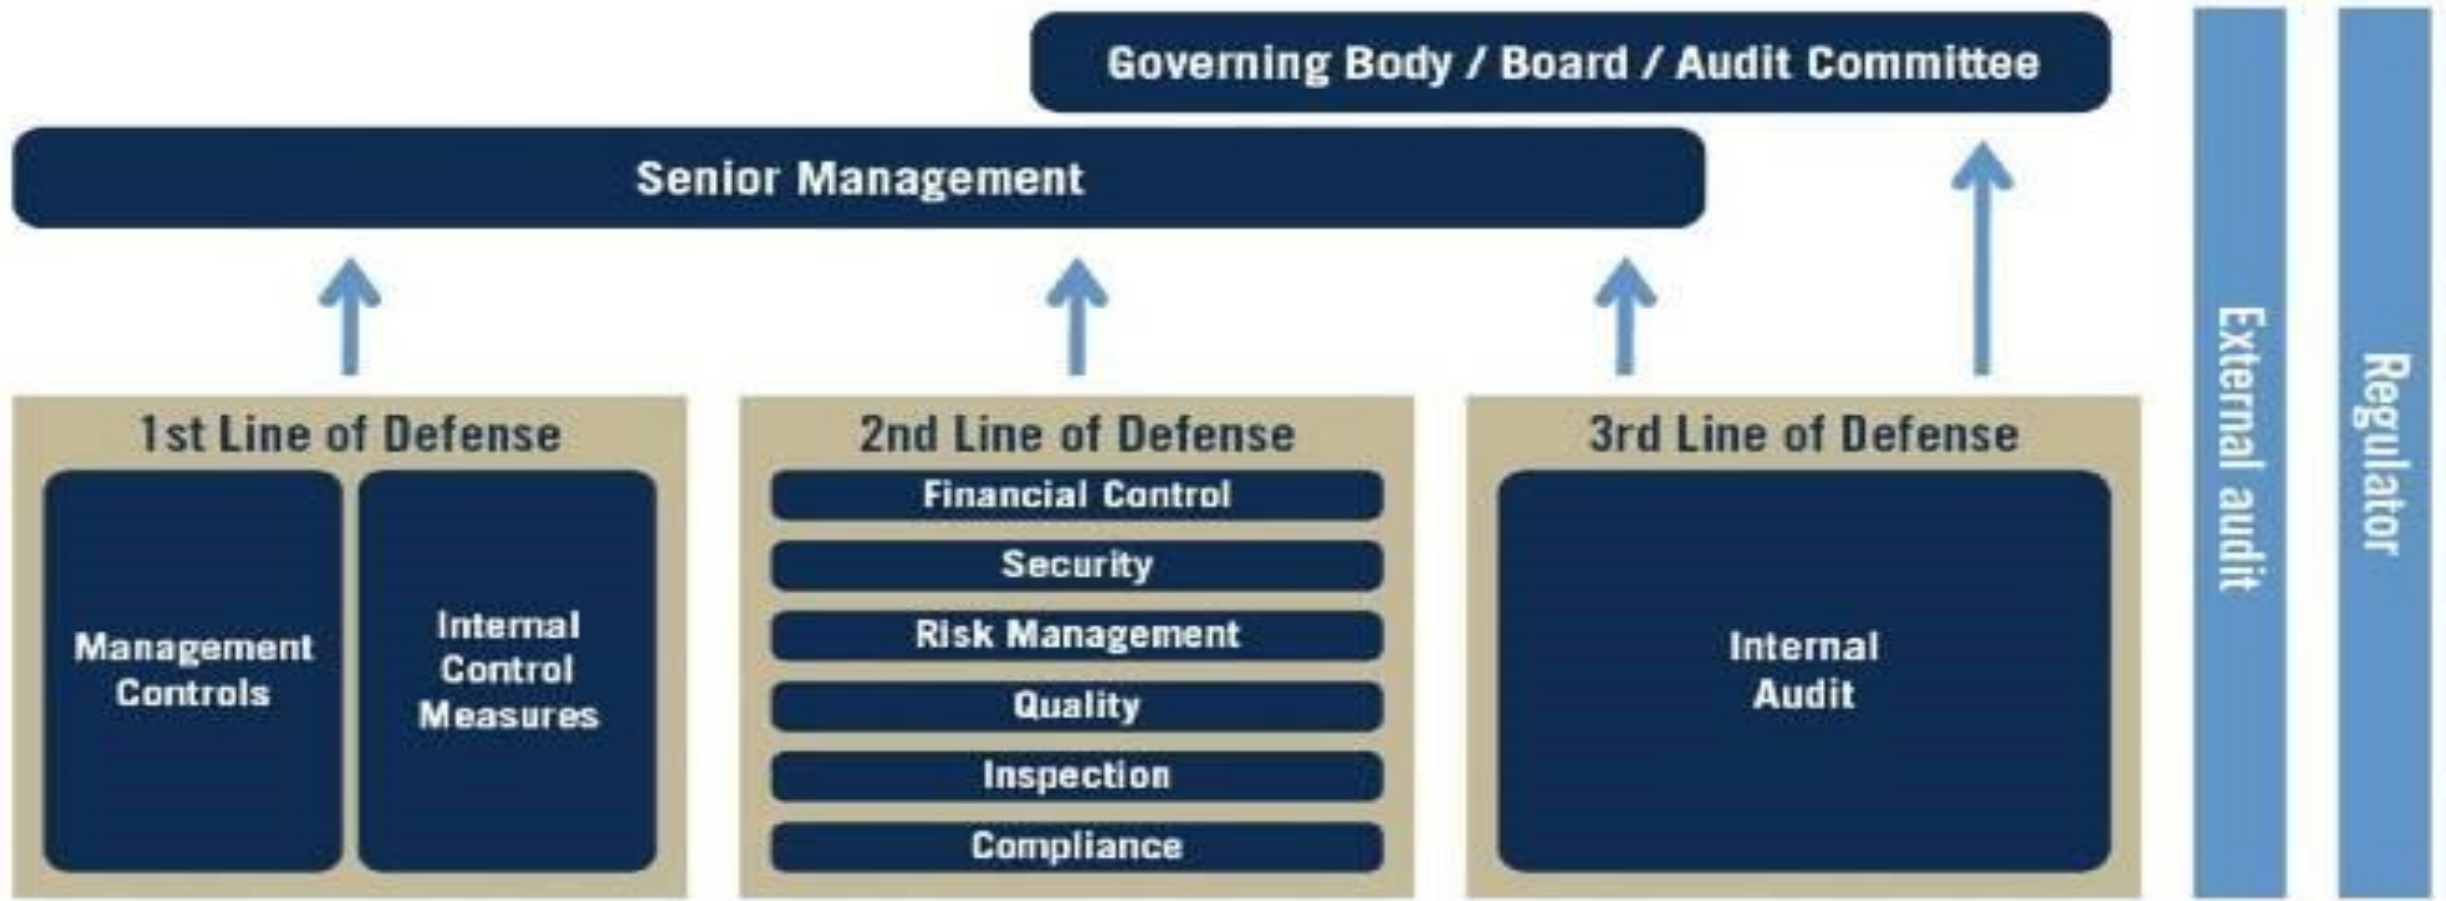 Governing Body / Board / Audit Committee
Senior Management
1st Line of Defense
Management
Controls
Internal
Control
Measures
2nd Line of Defense
Financial Control
Security
Risk Management
Quality
Inspection
Compliance
3rd Line of Defense
Internal
Audit
External audit
Regulator